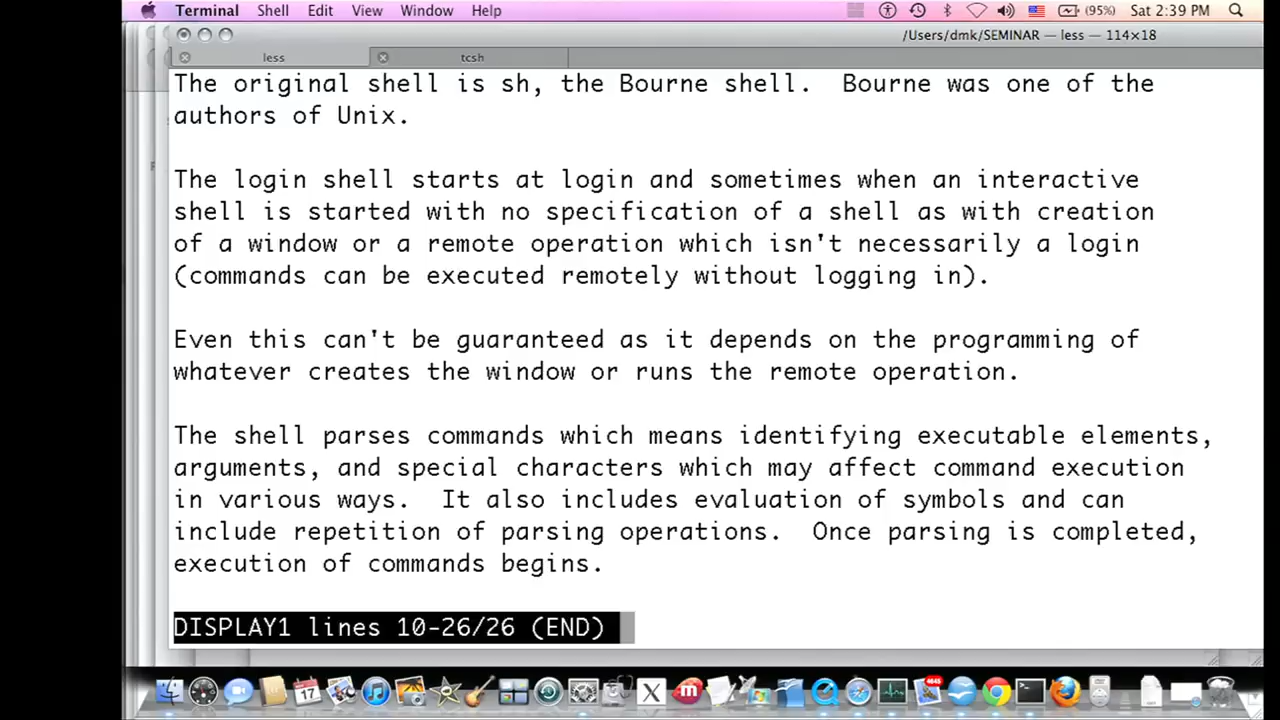 Terminal Shell Edit View Window Help (95%) Sat 2:39 PM
/Users/dmk/SEMINAR — less — 114×18
less tcsh
The original shell is sh, the Bourne shell.  Bourne was one of the
authors of Unix.
The login shell starts at login and sometimes when an interactive
shell is started with no specification of a shell as with creation
of a window or a remote operation which isn't necessarily a login
(commands can be executed remotely without logging in).
Even this can't be guaranteed as it depends on the programming of
whatever creates the window or runs the remote operation.
The shell parses commands which means identifying executable elements,
arguments, and special characters which may affect command execution
in various ways.  It also includes evaluation of symbols and can
include repetition of parsing operations.  Once parsing is completed,
execution of commands begins.
DISPLAY1 lines 10-26/26 (END)
17